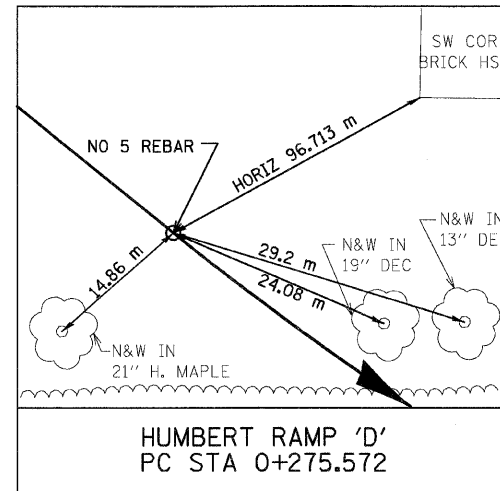 SW COR
BRICK HS
NO 5 REBAR
HORIZ 96.713 m
N&W IN
13" DE
N&W IN
19" DEC
29.2 m
24.08 m
14.86 m
N&W IN
21" H. MAPLE
HUMBERT RAMP 'D'
PC STA 0+275.572